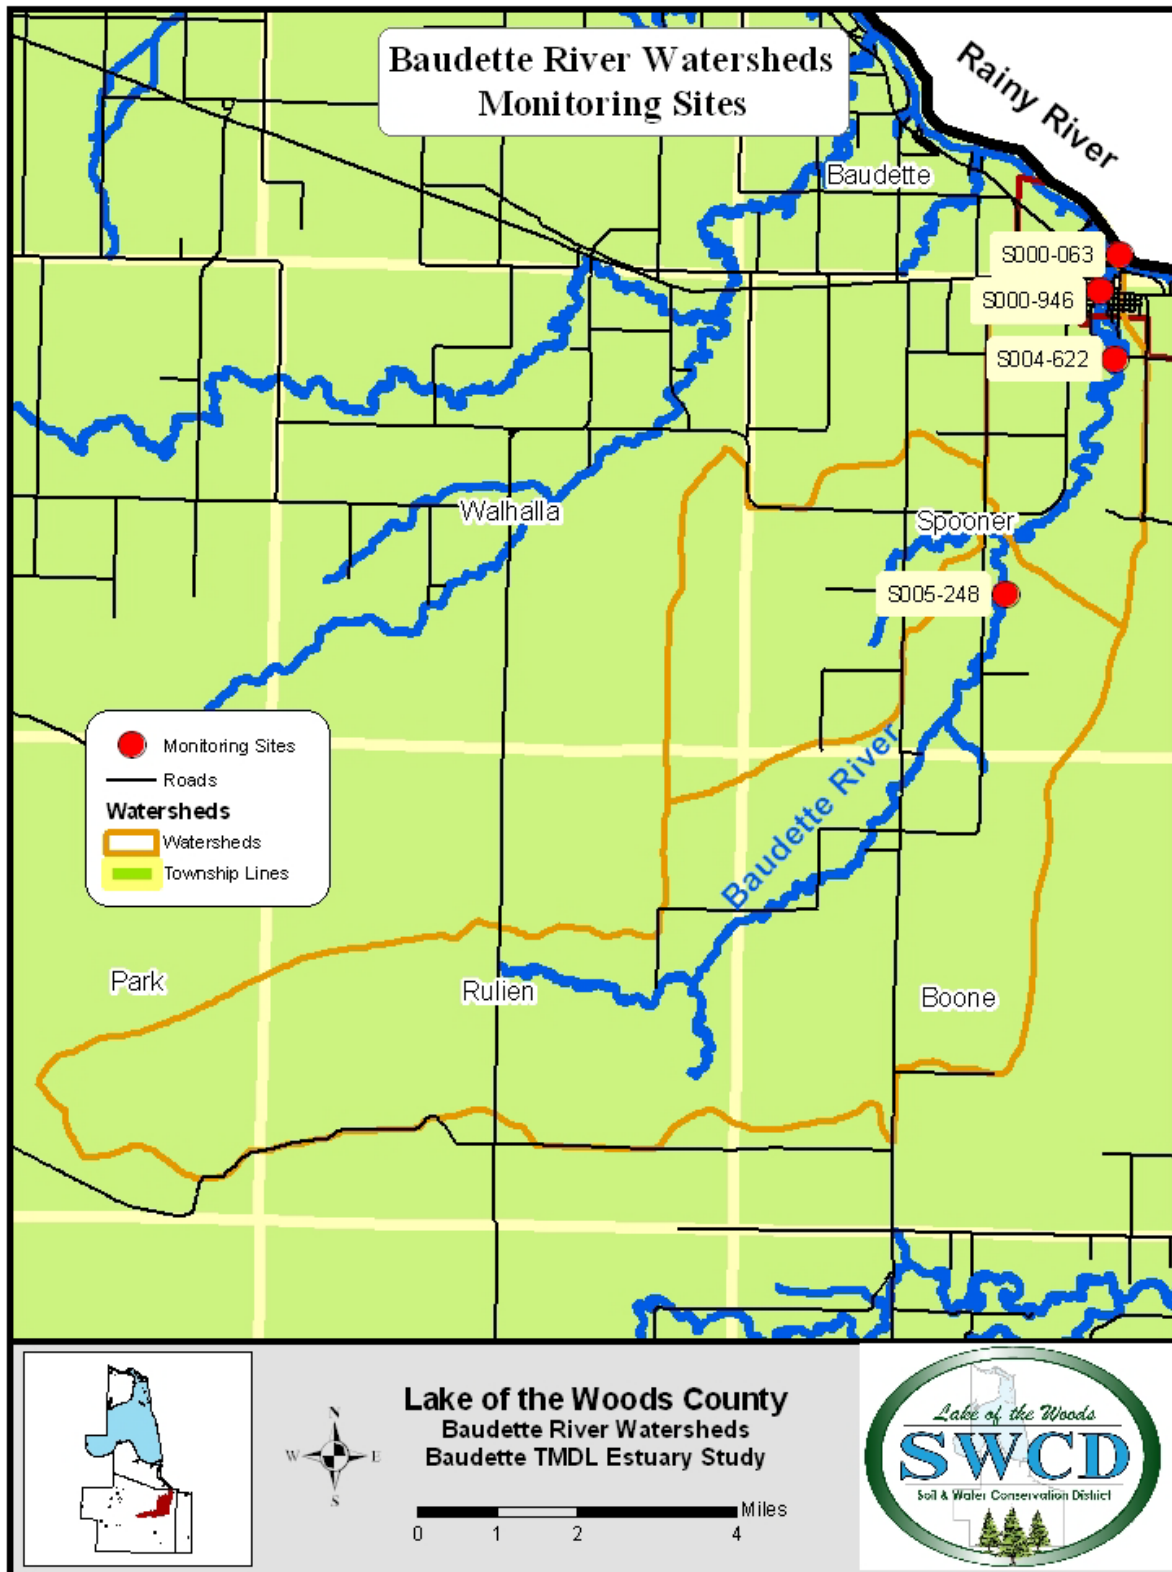 Baudette River Watersheds
Monitoring Sites
Rainy River
Baudette
S000-063
S000-946
S004-622
Walhalla
Spooner
S005-248
Monitoring Sites
Roads
Watersheds
Watersheds
Township Lines
Baudette River
Park
Rulien
Boone
Lake of the Woods County
Baudette River Watersheds
Baudette TMDL Estuary Study
N
W E
S
Miles
0 1 2 4
Lake of the Woods
SWCD
Soil & Water Conservation District